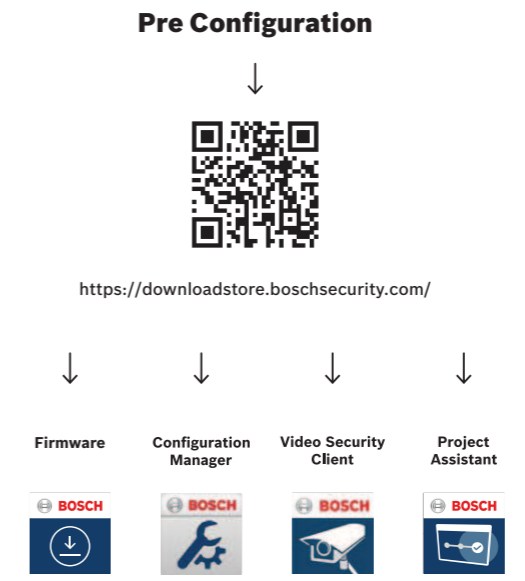 Pre Configuration
https://downloadstore.boschsecurity.com/
Firmware
Configuration
Manager
Video Security
Client
Project
Assistant
BOSCH
BOSCH
BOSCH
BOSCH